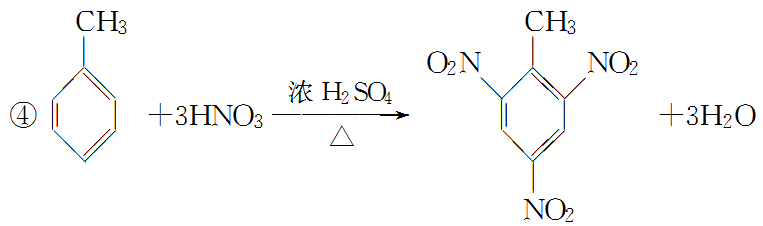 CH₃ CH₃
O₂N NO₂
④ +3HNO₃ 浓 H₂SO₄ △ +3H₂O
NO₂